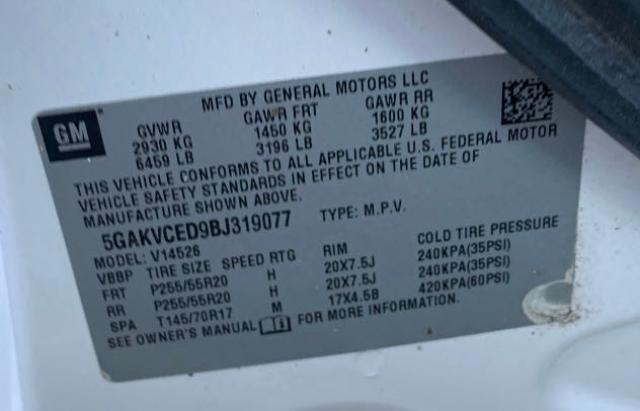 MFD BY GENERAL MOTORS LLC
GM
GVWR GAWR FRT GAWR RR
2930 KG 1450 KG 1600 KG
6459 LB 3196 LB 3527 LB
THIS VEHICLE CONFORMS TO ALL APPLICABLE U.S. FEDERAL MOTOR
VEHICLE SAFETY STANDARDS IN EFFECT ON THE DATE OF
MANUFACTURE SHOWN ABOVE.
5GAKVCED9BJ319077 TYPE: M.P.V.
MODEL: V14526
VBBP TIRE SIZE SPEED RTG RIM COLD TIRE PRESSURE
FRT P255/55R20 H 20X7.5J 240KPA(35PSI)
RR P255/55R20 H 20X7.5J 240KPA(35PSI)
SPA T145/70R17 M 17X4.5B 420KPA(60PSI)
SEE OWNER'S MANUAL FOR MORE INFORMATION.